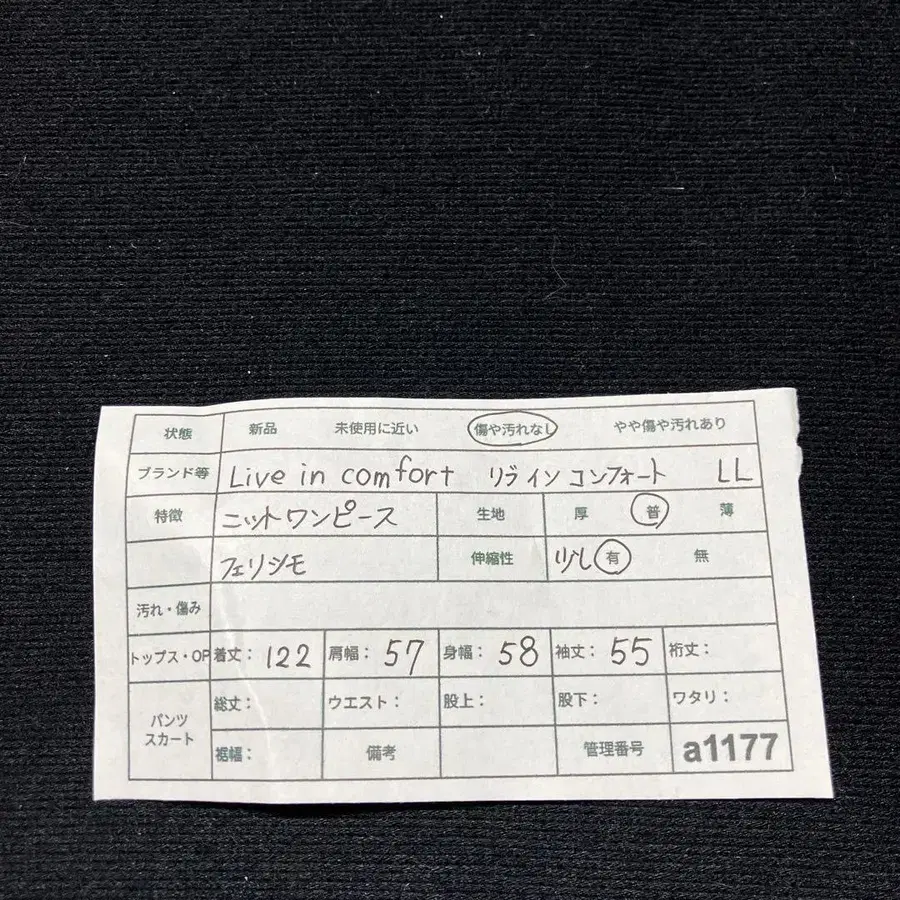 状態 新品 未使用に近い 傷や汚れなし やや傷や汚れあり
ブランド等 Live in comfort リブ イン コンフォート LL
特徴 ニットワンピース 生地 厚 普 薄
フェリシモ 伸縮性 少し 有 無
汚れ・傷み
トップス・OP 着丈: 122 肩幅: 57 身幅: 58 袖丈: 55 裄丈:
パンツ スカート 総丈: ウエスト: 股上: 股下: ワタリ:
裾幅: 備考 管理番号 a1177